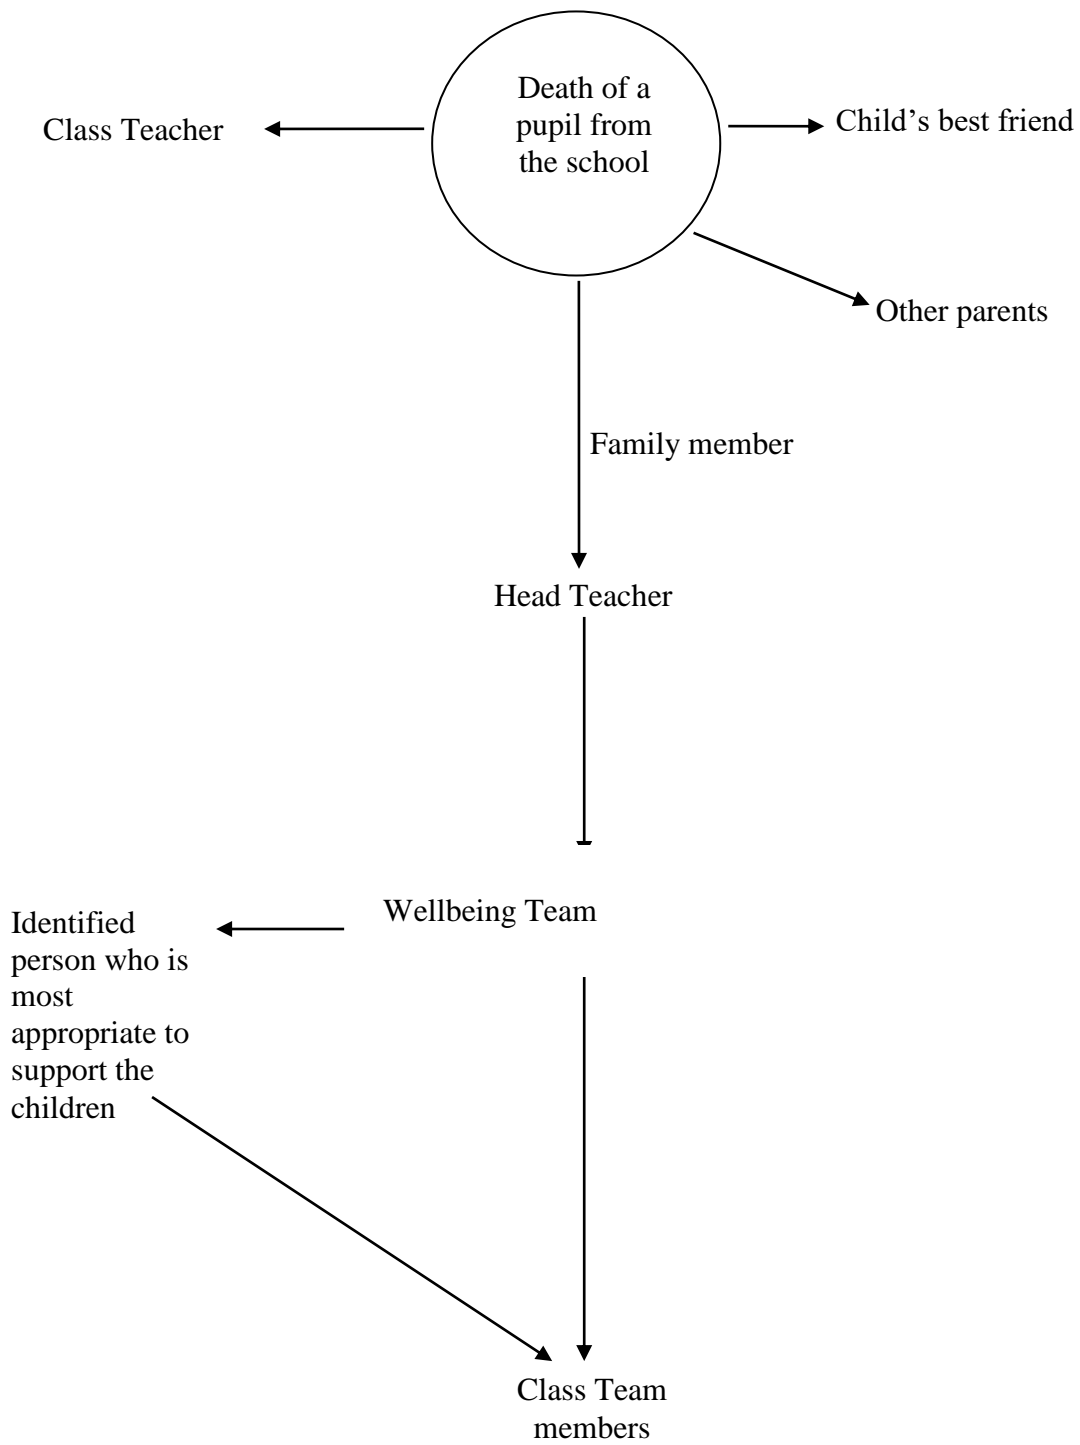 Death of a
pupil from
the school
Class Teacher
Child’s best friend
Other parents
Family member
Head Teacher
Wellbeing Team
Identified
person who is
most
appropriate to
support the
children
Class Team
members